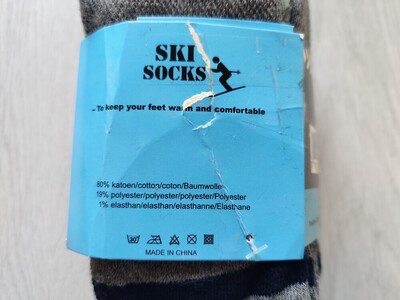 SKI
SOCKS
To keep your feet warm and comfortable
80% katoen/cotton/coton/Baumwolle
19% polyester/polyester/polyester/Polyester
1% elasthan/elasthan/elasthanne/Elasthane
MADE IN CHINA